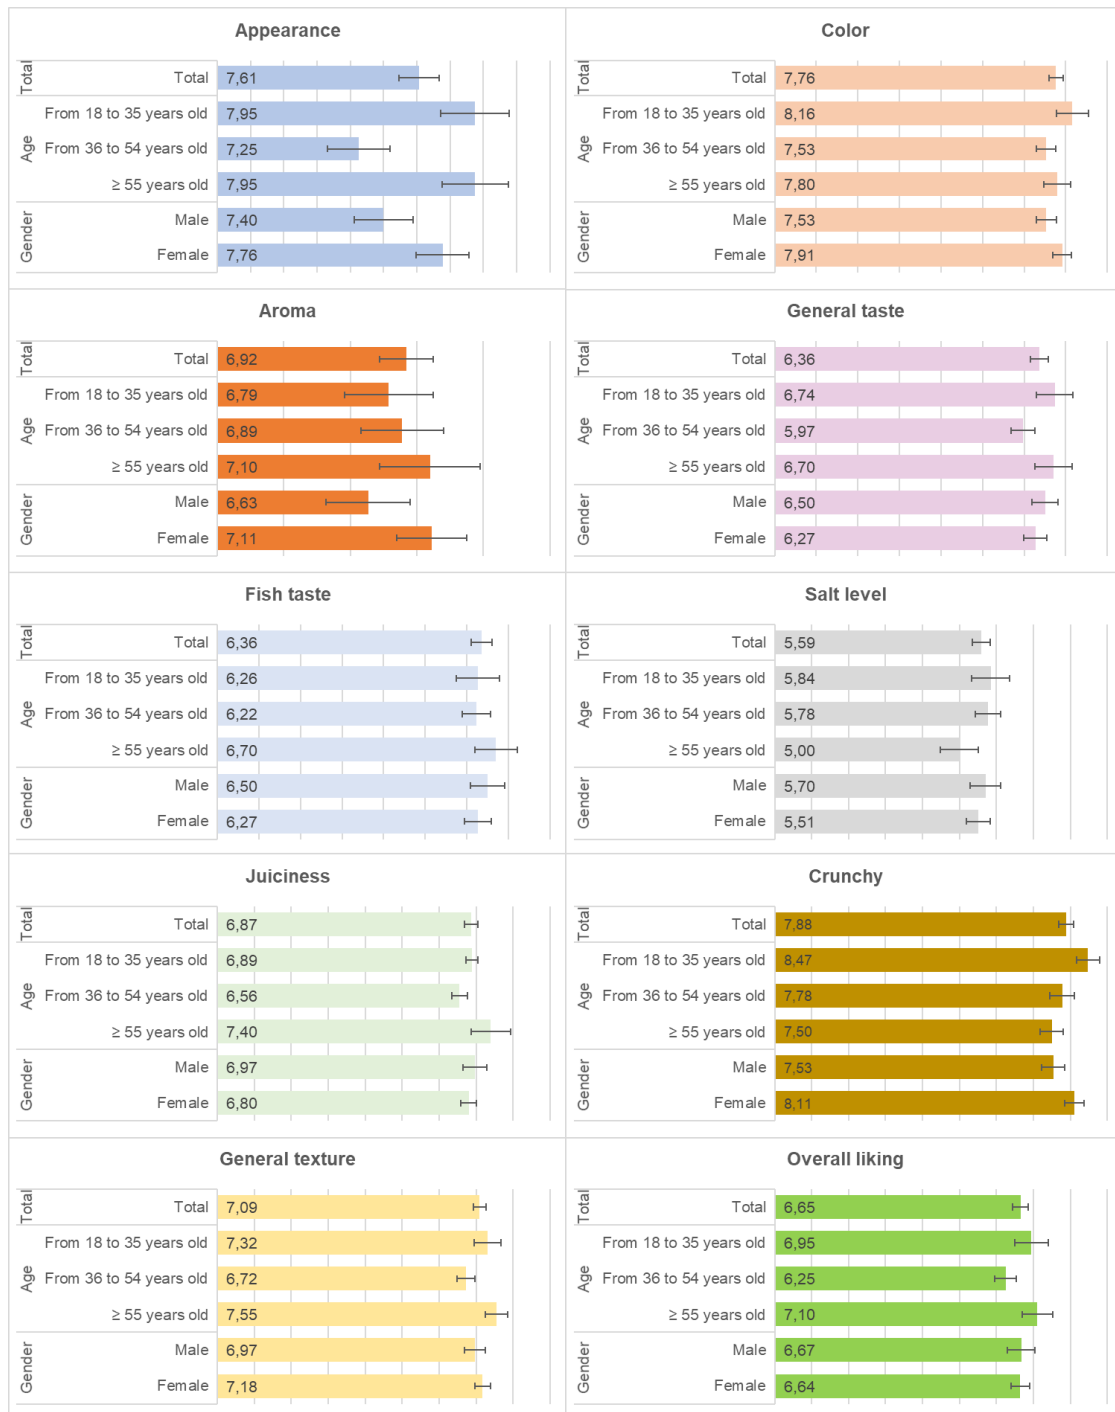 Appearance
Total
Total 7,61
Age
From 18 to 35 years old 7,95
From 36 to 54 years old 7,25
≥ 55 years old 7,95
Gender
Male 7,40
Female 7,76
Color
Total
Total 7,76
Age
From 18 to 35 years old 8,16
From 36 to 54 years old 7,53
≥ 55 years old 7,80
Gender
Male 7,53
Female 7,91
Aroma
Total
Total 6,92
Age
From 18 to 35 years old 6,79
From 36 to 54 years old 6,89
≥ 55 years old 7,10
Gender
Male 6,63
Female 7,11
General taste
Total
Total 6,36
Age
From 18 to 35 years old 6,74
From 36 to 54 years old 5,97
≥ 55 years old 6,70
Gender
Male 6,50
Female 6,27
Fish taste
Total
Total 6,36
Age
From 18 to 35 years old 6,26
From 36 to 54 years old 6,22
≥ 55 years old 6,70
Gender
Male 6,50
Female 6,27
Salt level
Total
Total 5,59
Age
From 18 to 35 years old 5,84
From 36 to 54 years old 5,78
≥ 55 years old 5,00
Gender
Male 5,70
Female 5,51
Juiciness
Total
Total 6,87
Age
From 18 to 35 years old 6,89
From 36 to 54 years old 6,56
≥ 55 years old 7,40
Gender
Male 6,97
Female 6,80
Crunchy
Total
Total 7,88
Age
From 18 to 35 years old 8,47
From 36 to 54 years old 7,78
≥ 55 years old 7,50
Gender
Male 7,53
Female 8,11
General texture
Total
Total 7,09
Age
From 18 to 35 years old 7,32
From 36 to 54 years old 6,72
≥ 55 years old 7,55
Gender
Male 6,97
Female 7,18
Overall liking
Total
Total 6,65
Age
From 18 to 35 years old 6,95
From 36 to 54 years old 6,25
≥ 55 years old 7,10
Gender
Male 6,67
Female 6,64